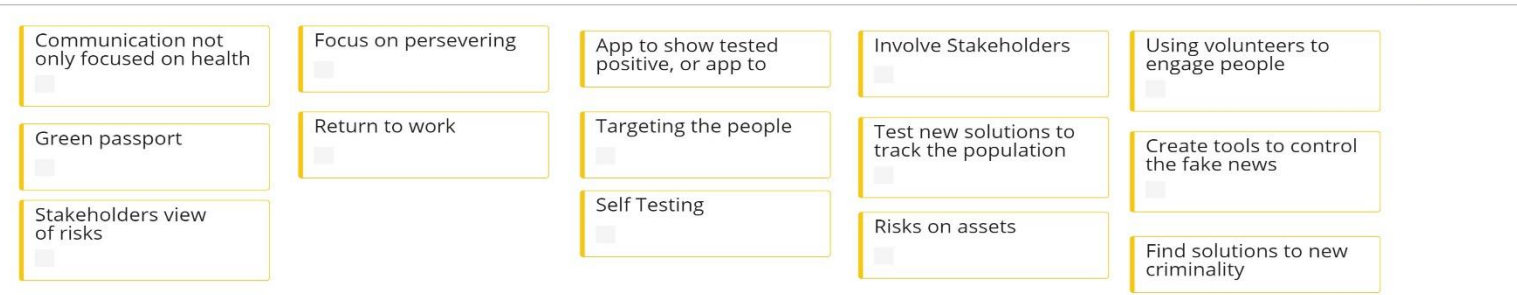 Communication not
only focused on health
Green passport
Stakeholders view
of risks
Focus on persevering
Return to work
App to show tested
positive, or app to
Targeting the people
Self Testing
Involve Stakeholders
Test new solutions to
track the population
Risks on assets
Using volunteers to
engage people
Create tools to control
the fake news
Find solutions to new
criminality